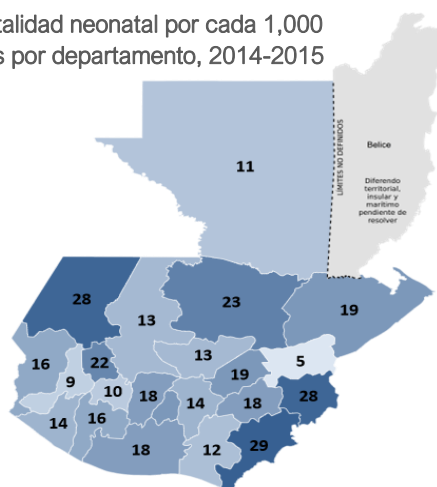 talidad neonatal por cada 1,000
s por departamento, 2014-2015
LÍMITES NO DEFINIDOS
Belice
Diferendo
territorial,
insular y
marítimo
pendiente de
resolver
11
28
23
19
13
13
5
16
22
19
9
10
28
18
14
18
14
16
29
18
12